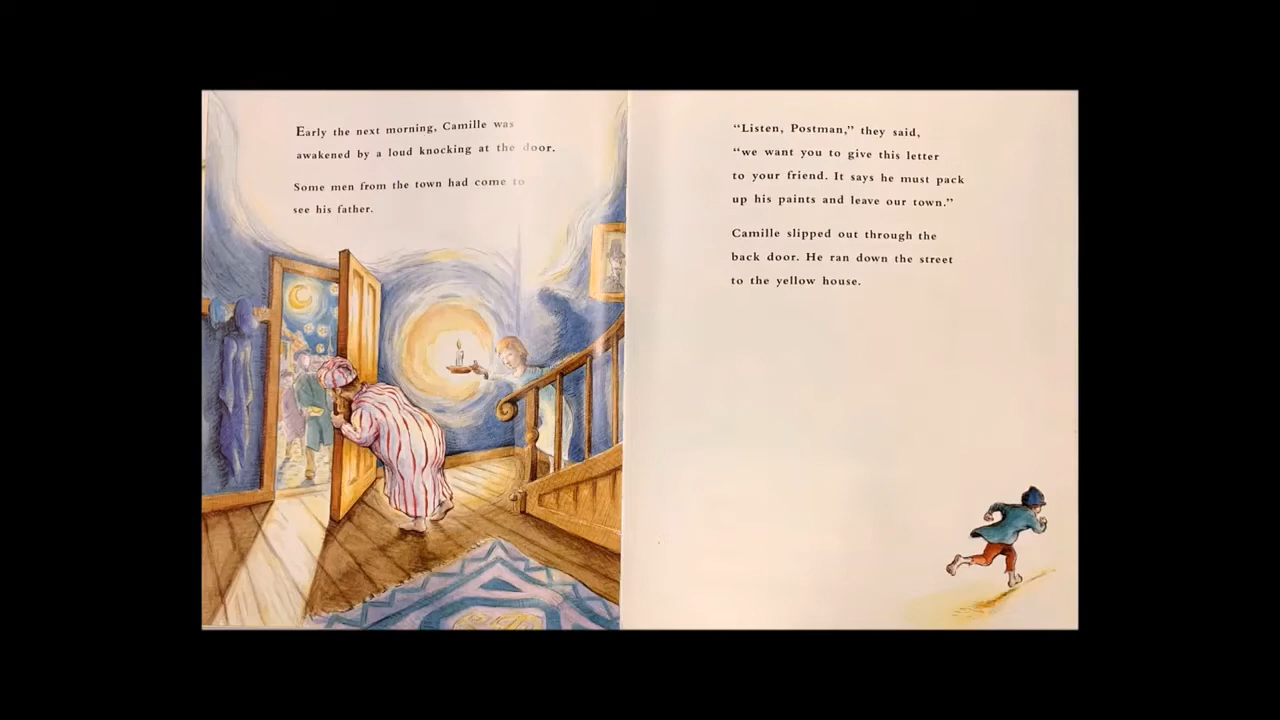 Early the next morning, Camille was
awakened by a loud knocking at the door.
Some men from the town had come to
see his father.
“Listen, Postman,” they said,
“we want you to give this letter
to your friend. It says he must pack
up his paints and leave our town.”
Camille slipped out through the
back door. He ran down the street
to the yellow house.